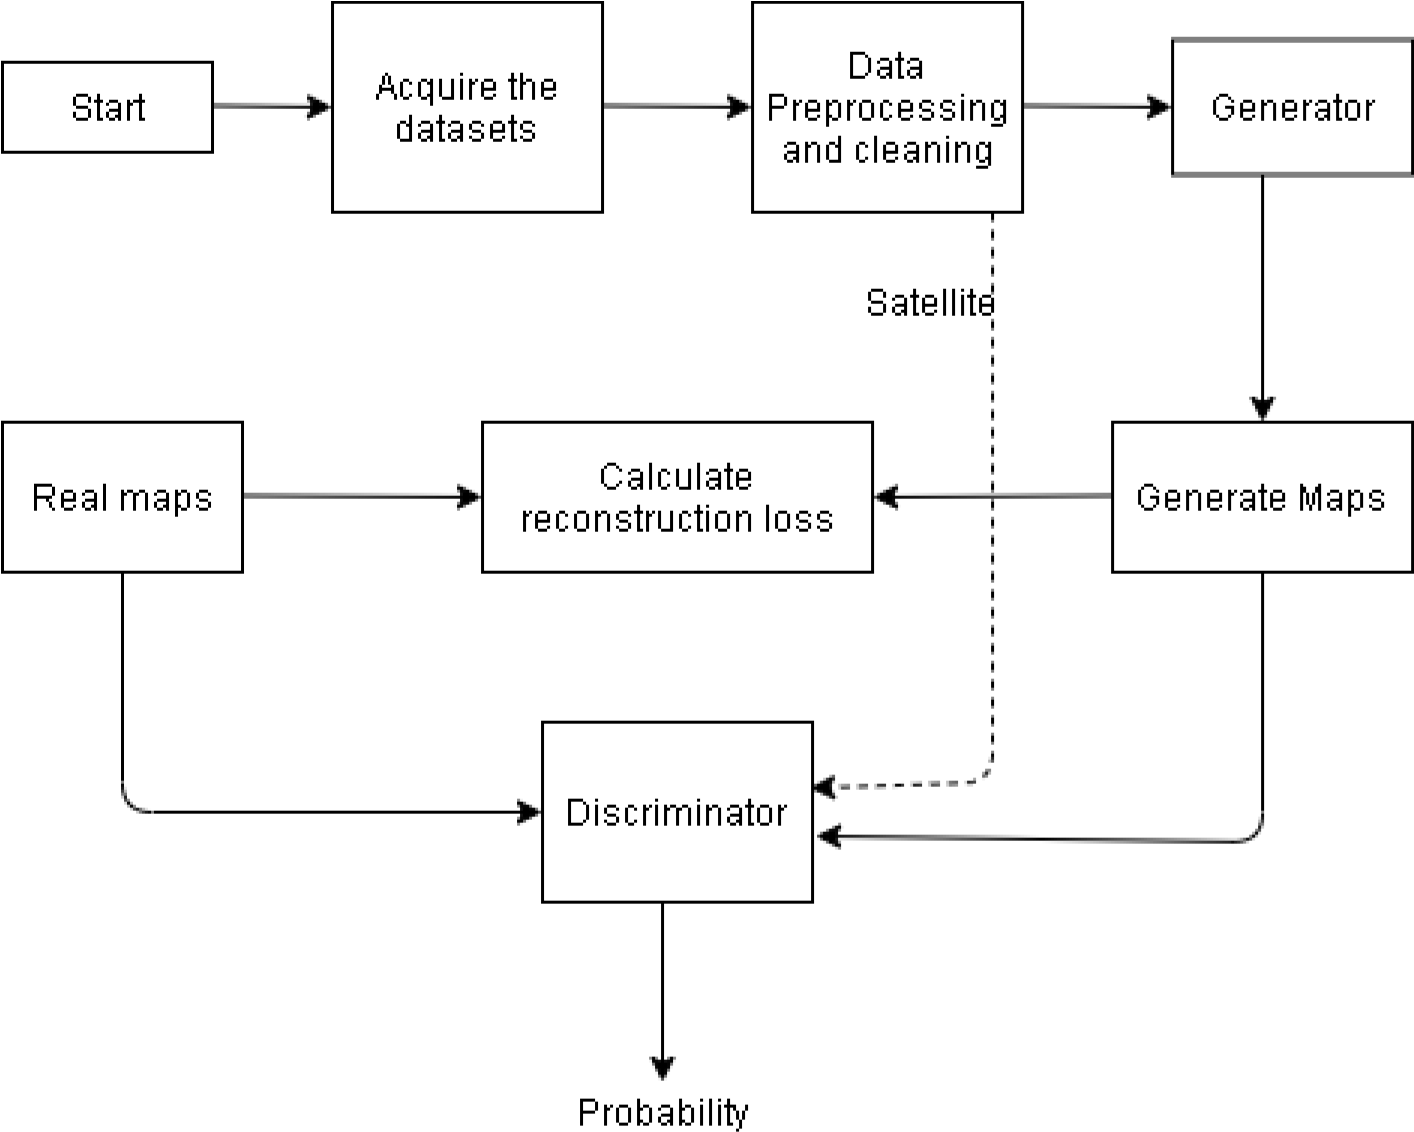 Start
Acquire the
datasets
Data
Preprocessing
and cleaning
Generator
Satellite
Real maps
Calculate
reconstruction loss
Generate Maps
Discriminator
Probability